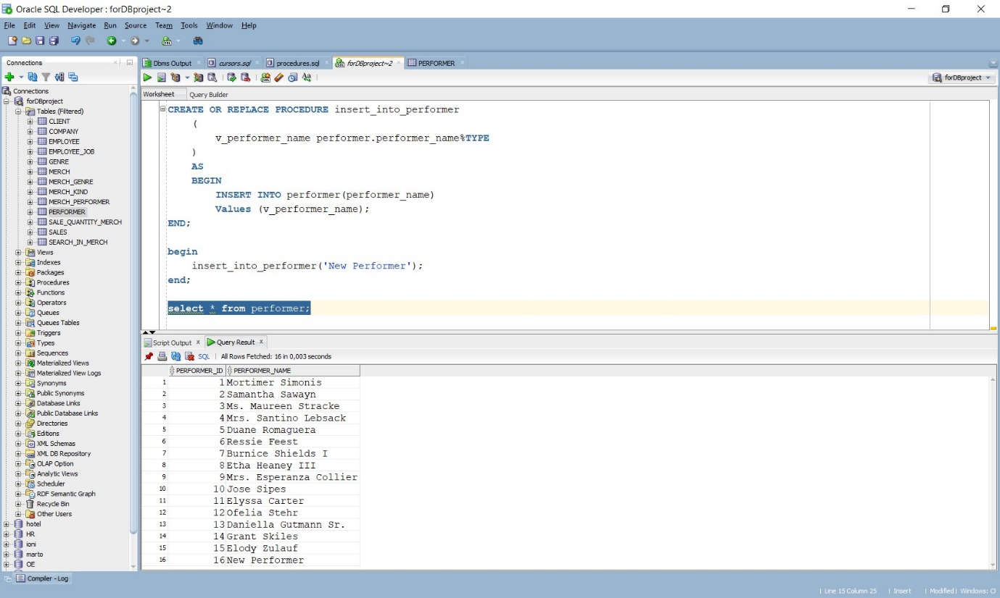 Oracle SQL Developer : forDBproject~2
File Edit View Navigate Run Source Team Tools Window Help
Connections
Connections
forDBproject
Tables (Filtered)
CLIENT
COMPANY
EMPLOYEE
EMPLOYEE_JOB
GENRE
MERCH
MERCH_GENRE
MERCH_KIND
MERCH_PERFORMER
PERFORMER
SALE_QUANTITY_MERCH
SALES
SEARCH_IN_MERCH
Views
Indexes
Packages
Procedures
Functions
Operators
Queues
Queues Tables
Triggers
Types
Sequences
Materialized Views
Materialized View Logs
Synonyms
Public Synonyms
Database Links
Public Database Links
Directories
Editions
XML Schemas
XML DB Repository
OLAP Option
Analytic Views
Scheduler
RDF Semantic Graph
Recycle Bin
Other Users
hotel
HR
ioni
marto
OE
Dbms Output cursors.sql procedures.sql forDBproject~2 PERFORMER
forDBproject
Worksheet Query Builder
CREATE OR REPLACE PROCEDURE insert_into_performer
(
v_performer_name performer.performer_name%TYPE
)
AS
BEGIN
INSERT INTO performer(performer_name)
Values (v_performer_name);
END;
begin
insert_into_performer('New Performer');
end;
select * from performer;
Script Output x Query Result x
SQL | All Rows Fetched: 16 in 0,003 seconds
PERFORMER_ID PERFORMER_NAME
1 1 Mortimer Simonis
2 2 Samantha Sawayn
3 3 Ms. Maureen Stracke
4 4 Mrs. Santino Lebsack
5 5 Duane Romaguera
6 6 Ressie Feest
7 7 Burnice Shields I
8 8 Etha Heaney III
9 9 Mrs. Esperanza Collier
10 10 Jose Sipes
11 11 Elyssa Carter
12 12 Ofelia Stehr
13 13 Daniella Gutmann Sr.
14 14 Grant Skiles
15 15 Elody Zulauf
16 16 New Performer
Compiler - Log
| Line 15 Column 25 | Insert | Modified | Windows: